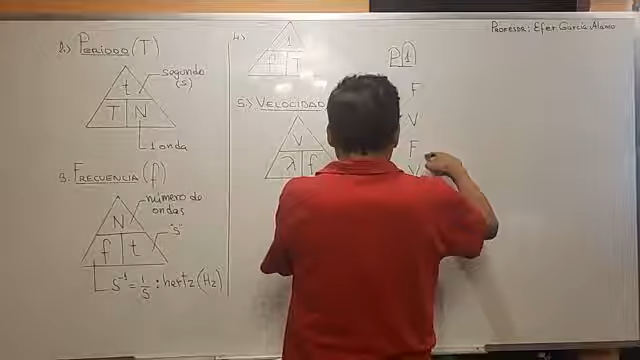 PROFESOR: Efer García Alamo
2.) PERIODO (T)
t
T N
segundo
(s)
1 onda
3. FRECUENCIA (f)
N
f t
número de
ondas
"s"
s⁻¹ = 1/s : hertz (Hz)
4.)
1
f T
5.) VELOCIDAD
V
λ f
P 1
F
V
F
V